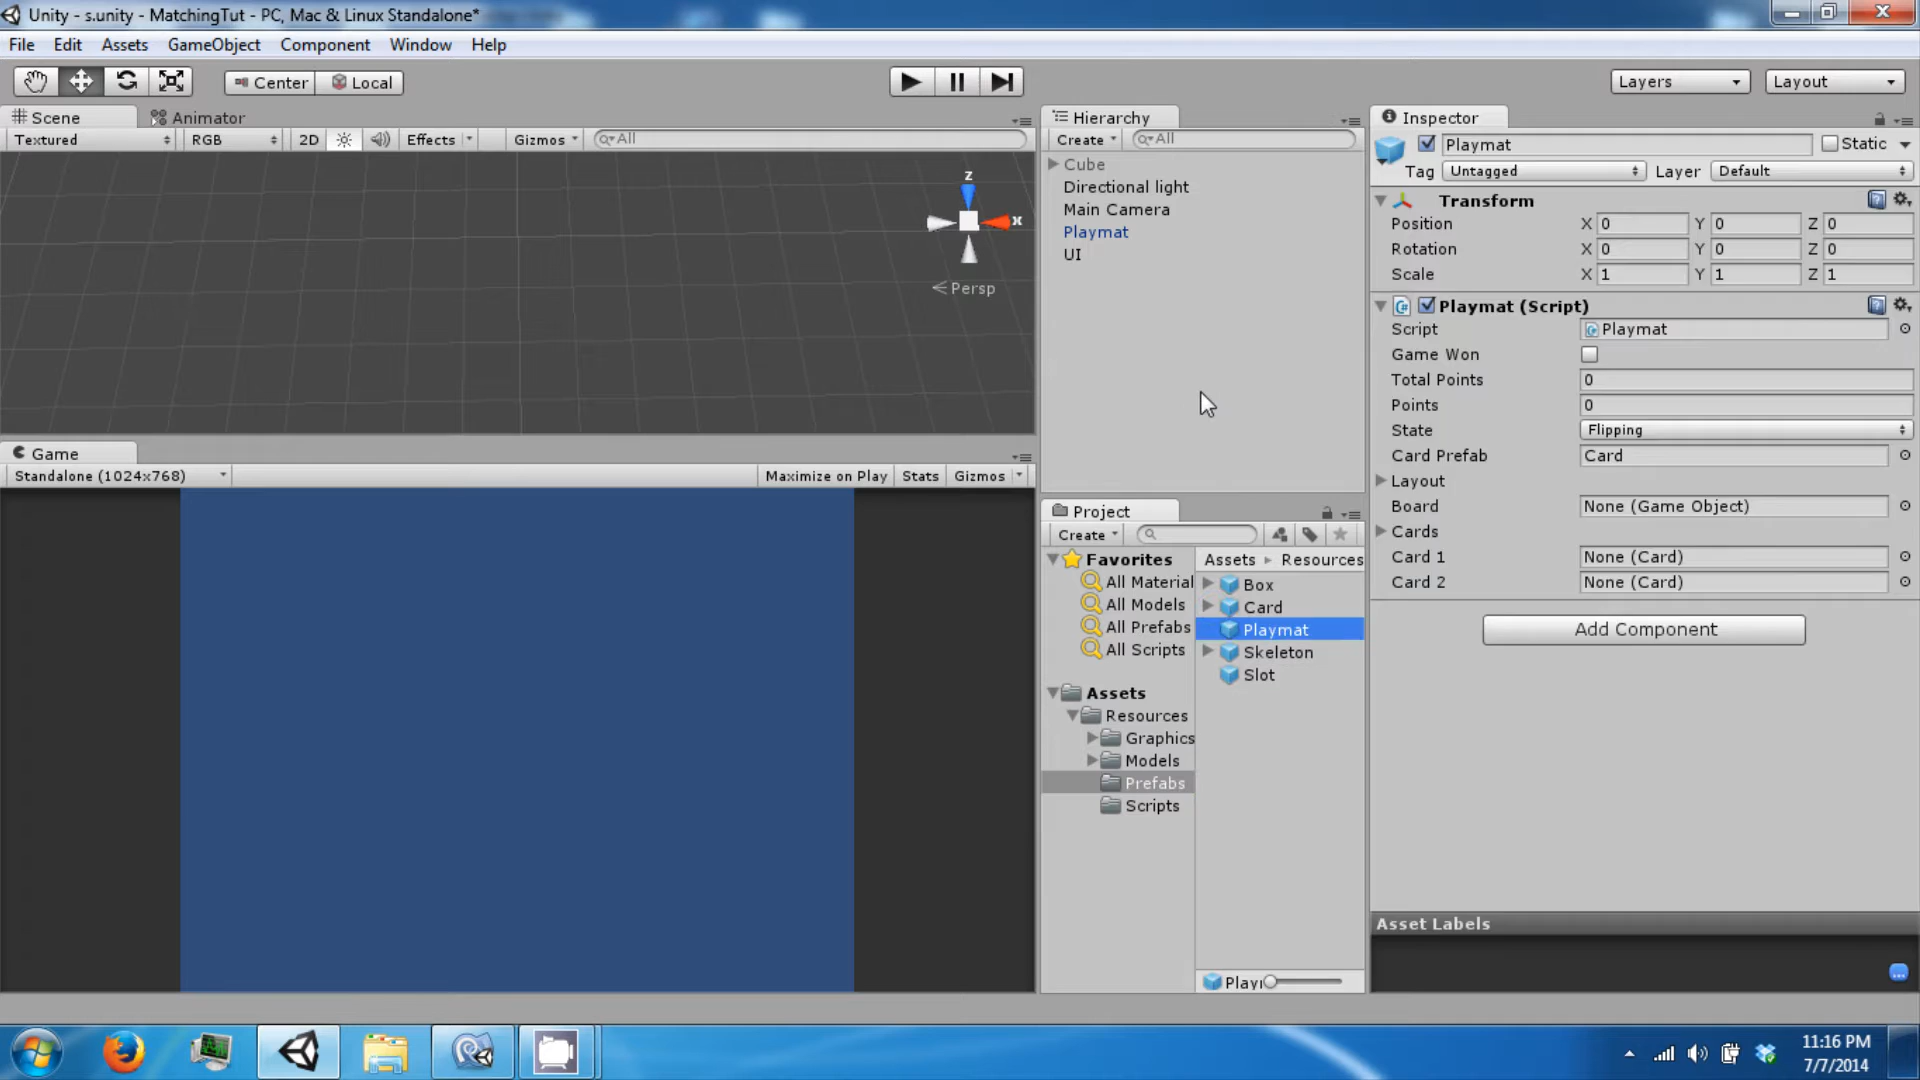 Unity - s.unity - MatchingTut - PC, Mac & Linux Standalone*
File Edit Assets GameObject Component Window Help
Center Local Layers Layout
Scene Animator
Textured RGB 2D Effects Gizmos All
z
x
Persp
Game
Standalone (1024x768) Maximize on Play Stats Gizmos
Hierarchy
Create All
Cube
Directional light
Main Camera
Playmat
UI
Project
Create
Favorites
All Material
All Models
All Prefabs
All Scripts
Assets
Resources
Graphics
Models
Prefabs
Scripts
Assets Resources
Box
Card
Playmat
Skeleton
Slot
Inspector
Playmat Static
Tag Untagged Layer Default
Transform
Position X 0 Y 0 Z 0
Rotation X 0 Y 0 Z 0
Scale X 1 Y 1 Z 1
Playmat (Script)
Script Playmat
Game Won
Total Points 0
Points 0
State Flipping
Card Prefab Card
Layout
Board None (Game Object)
Cards
Card 1 None (Card)
Card 2 None (Card)
Add Component
Asset Labels
11:16 PM
7/7/2014